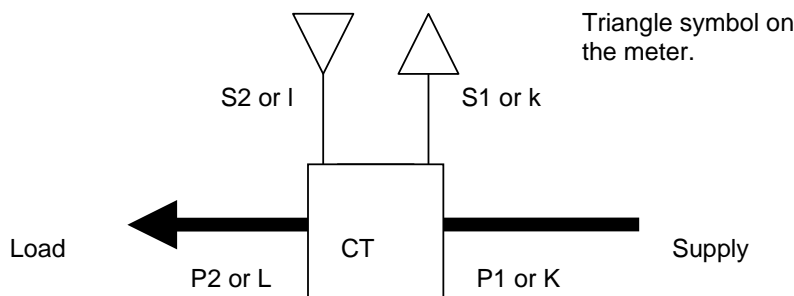 Triangle symbol on
the meter.
S2 or l
S1 or k
Load
CT
Supply
P2 or L
P1 or K